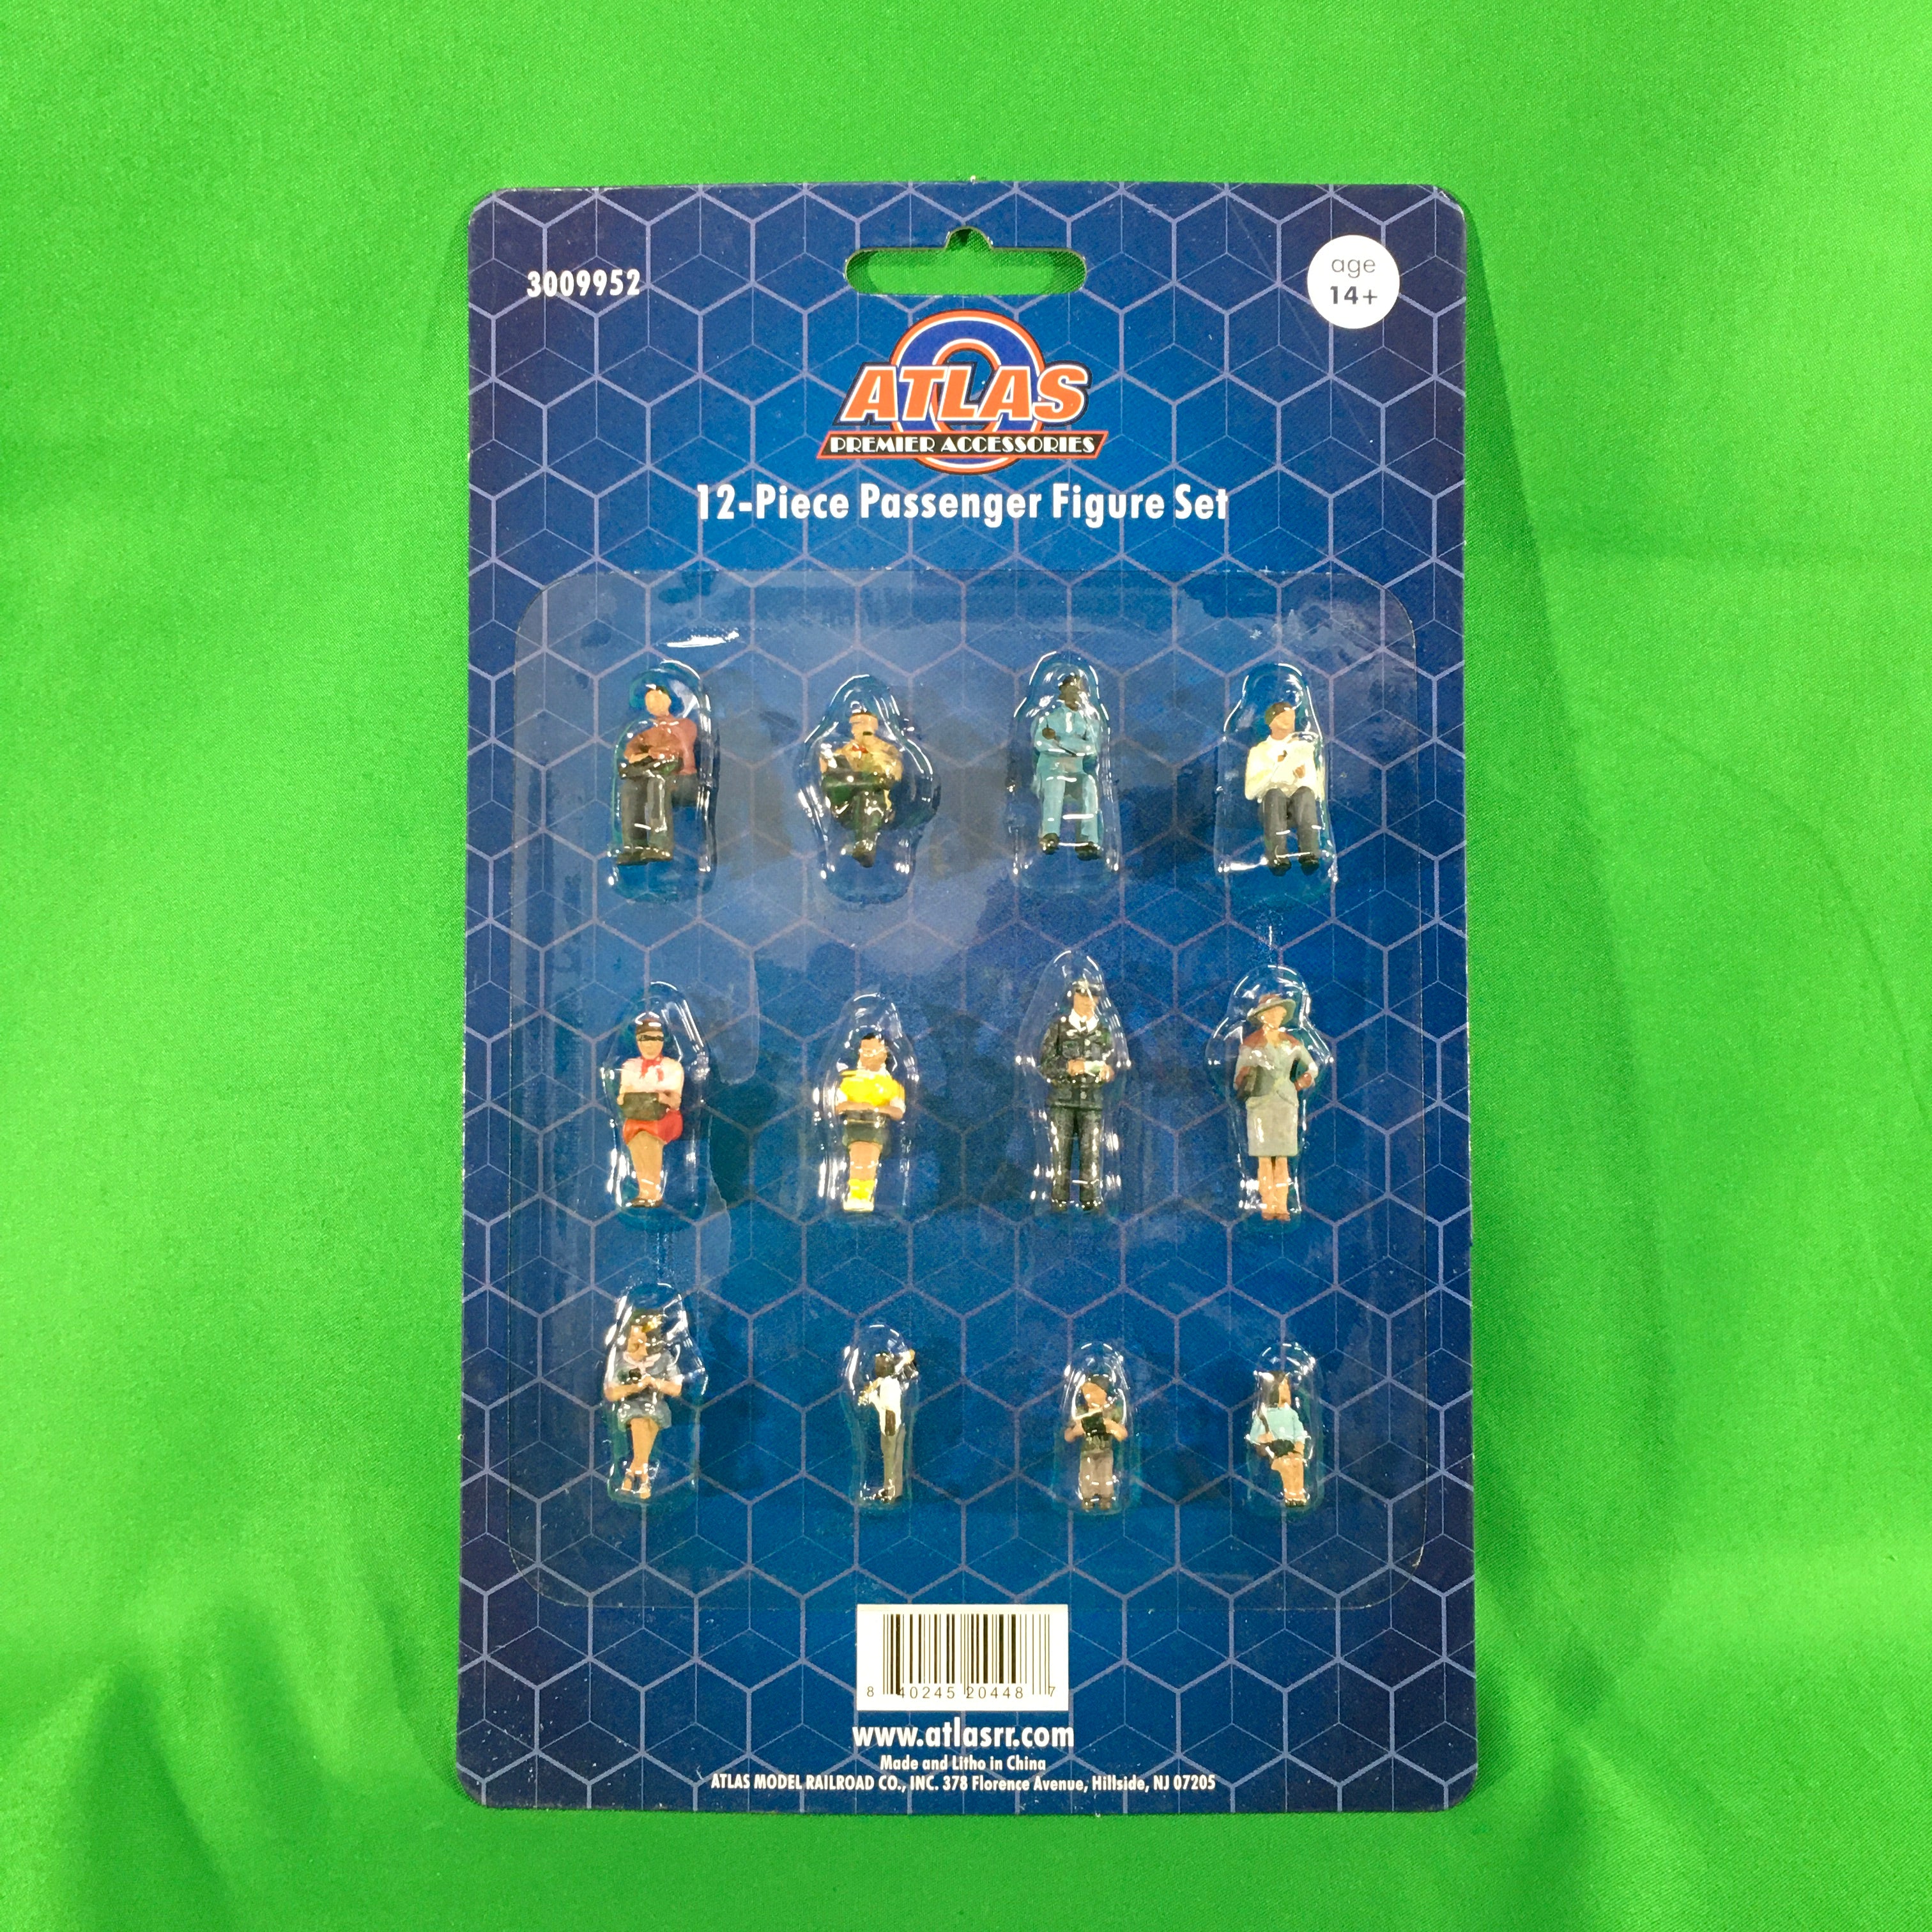 3009952
age
14+
ATLAS
PREMIER ACCESSORIES
12-Piece Passenger Figure Set
8 40245 20448 7
www.atlasrr.com
Made and Litho in China
ATLAS MODEL RAILROAD CO., INC. 378 Florence Avenue, Hillside, NJ 07205